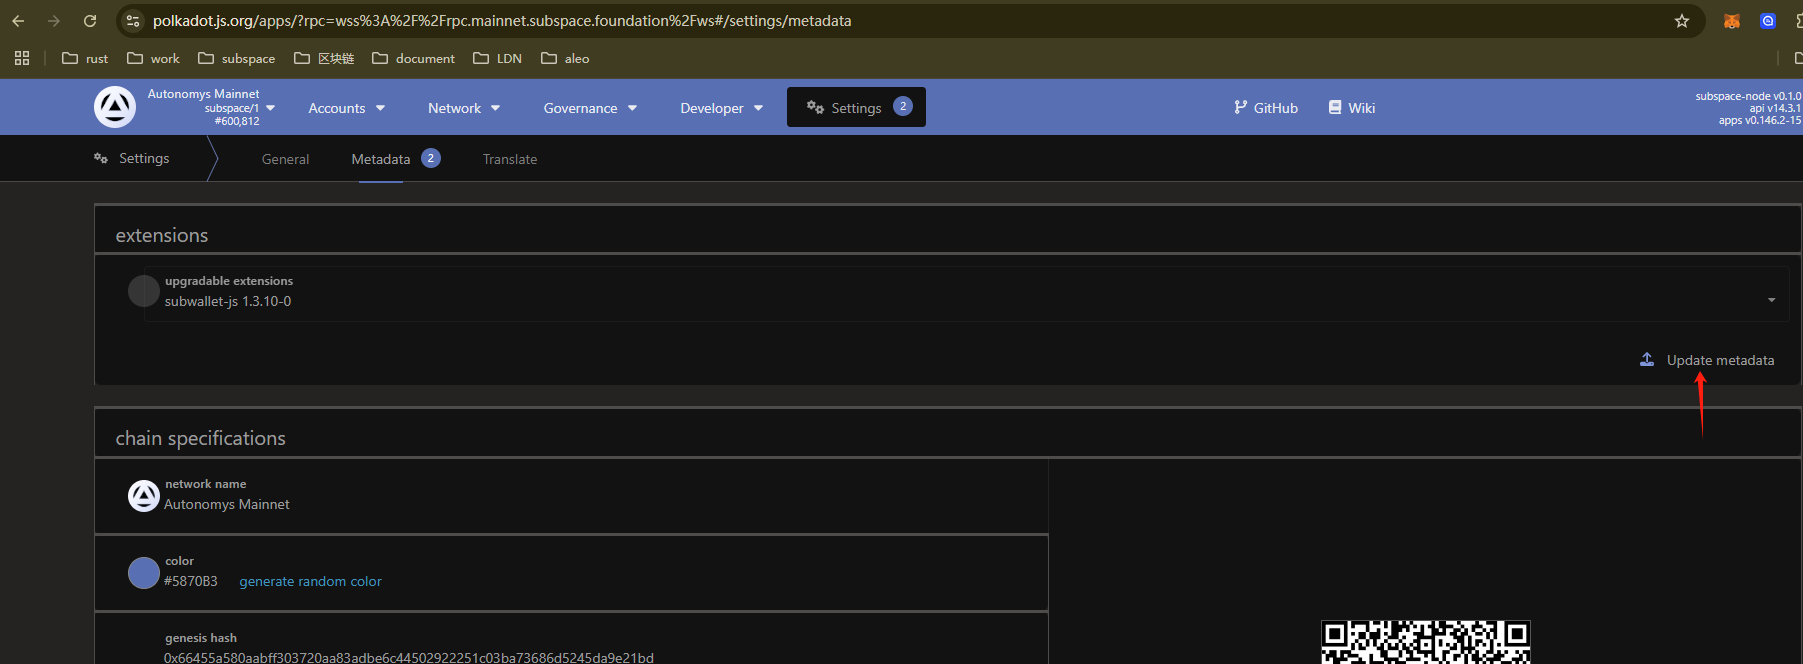 polkadot.js.org/apps/?rpc=wss%3A%2F%2Frpc.mainnet.subspace.foundation%2Fws#/settings/metadata
rust work subspace 区块链 document LDN aleo
Autonomys Mainnet
subspace/1
#600,812
Accounts Network Governance Developer Settings 2 GitHub Wiki
subspace-node v0.1.0
api v14.3.1
apps v0.146.2-15
Settings General Metadata 2 Translate
extensions
upgradable extensions
subwallet-js 1.3.10-0
Update metadata
chain specifications
network name
Autonomys Mainnet
color
#5870B3 generate random color
genesis hash
0x66455a580aabff303720aa83adbe6c44502922251c03ba73686d5245da9e21bd